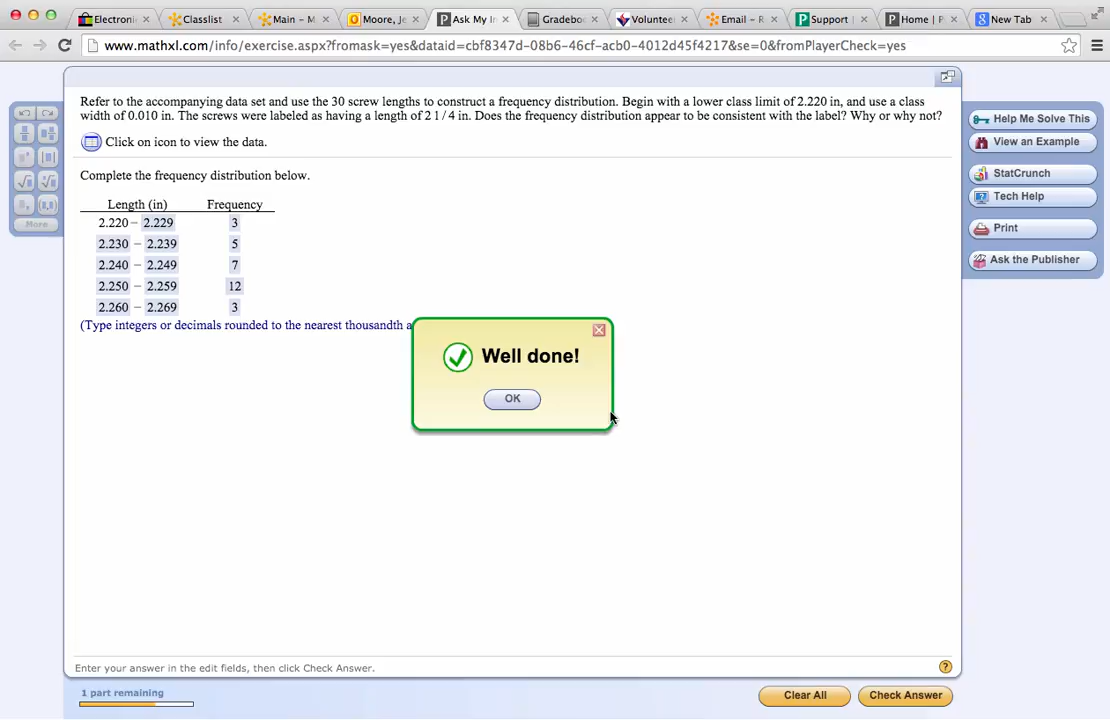 Electroni
Classlist
Main – M
Moore, Je
Ask My In
Gradeboo
Voluntee
Email – R
Support |
Home | P
New Tab
www.mathxl.com/info/exercise.aspx?fromask=yes&dataid=cbf8347d-08b6-46cf-acb0-4012d45f4217&se=0&fromPlayerCheck=yes
Refer to the accompanying data set and use the 30 screw lengths to construct a frequency distribution. Begin with a lower class limit of 2.220 in, and use a class
width of 0.010 in. The screws were labeled as having a length of 2 1 / 4 in. Does the frequency distribution appear to be consistent with the label? Why or why not?
Click on icon to view the data.
Complete the frequency distribution below.
Length (in) Frequency
2.220 – 2.229 3
2.230 – 2.239 5
2.240 – 2.249 7
2.250 – 2.259 12
2.260 – 2.269 3
(Type integers or decimals rounded to the nearest thousandth a
Well done!
OK
More
Help Me Solve This
View an Example
StatCrunch
Tech Help
Print
Ask the Publisher
Enter your answer in the edit fields, then click Check Answer.
?
1 part remaining
Clear All
Check Answer